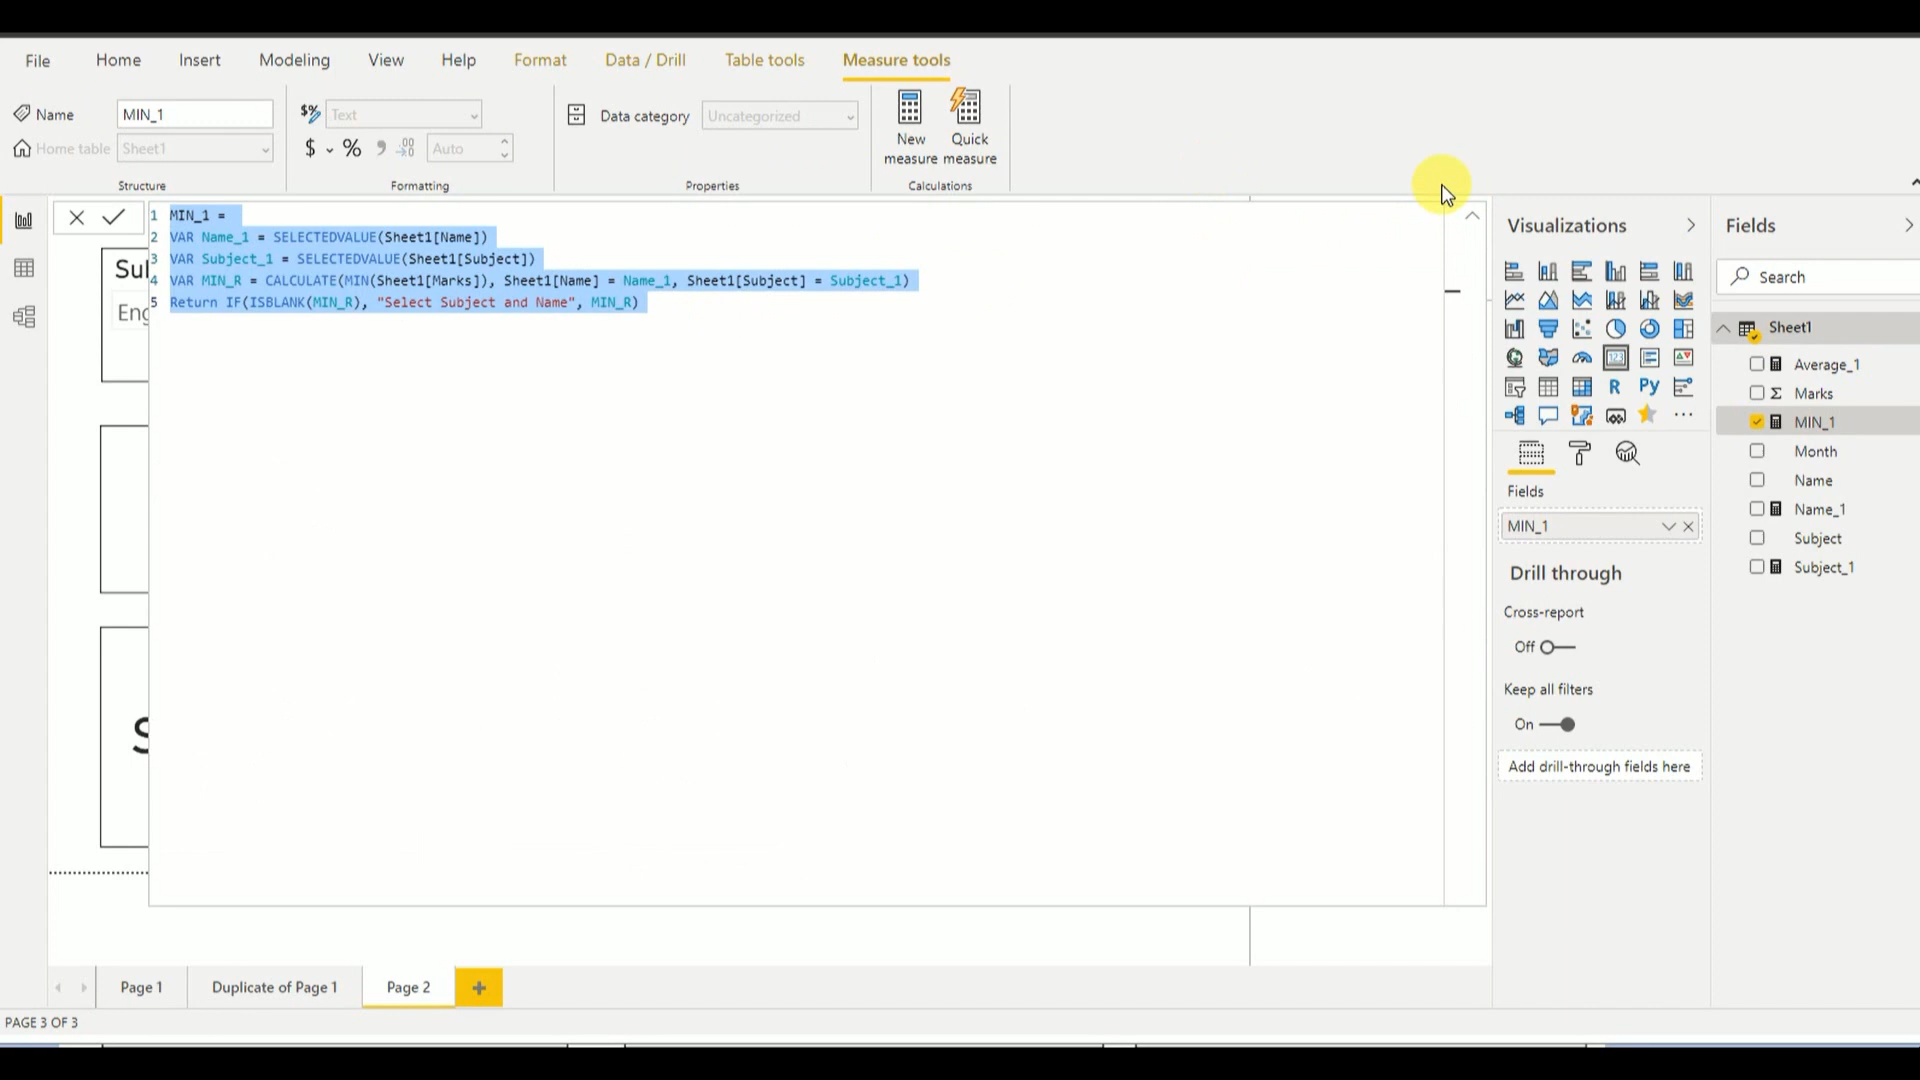 File Home Insert Modeling View Help Format Data / Drill Table tools Measure tools
Name MIN_1 $% Text Data category Uncategorized New measure Quick measure
Home table Sheet1 $ % Auto
Structure Formatting Properties Calculations
1 MIN_1 =
2 VAR Name_1 = SELECTEDVALUE(Sheet1[Name])
3 VAR Subject_1 = SELECTEDVALUE(Sheet1[Subject])
4 VAR MIN_R = CALCULATE(MIN(Sheet1[Marks]), Sheet1[Name] = Name_1, Sheet1[Subject] = Subject_1)
5 Return IF(ISBLANK(MIN_R), "Select Subject and Name", MIN_R)
Sul
Eng
S
Visualizations
R Py
Fields
MIN_1
Drill through
Cross-report
Off
Keep all filters
On
Add drill-through fields here
Fields
Search
Sheet1
Average_1
Marks
MIN_1
Month
Name
Name_1
Subject
Subject_1
Page 1 Duplicate of Page 1 Page 2 +
PAGE 3 OF 3